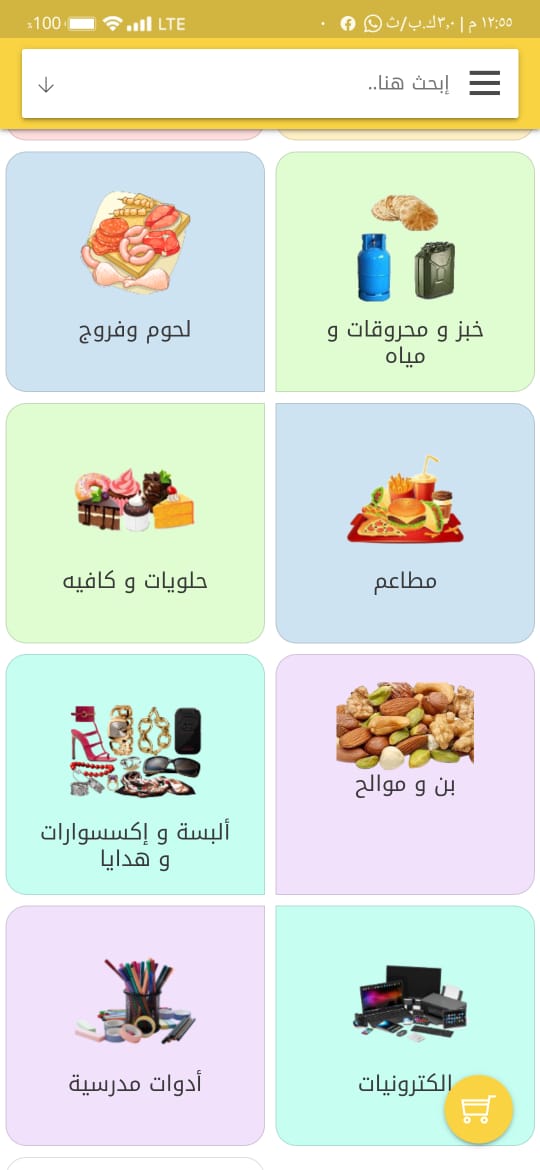 ١٢:٥٥ م | ٣٫٠ك.ب/ث
LTE
100٪
إبحث هنا..
خبز و محروقات و
مياه
لحوم وفروج
مطاعم
حلويات و كافيه
بن و موالح
ألبسة و إكسسوارات
و هدايا
الكترونيات
أدوات مدرسية